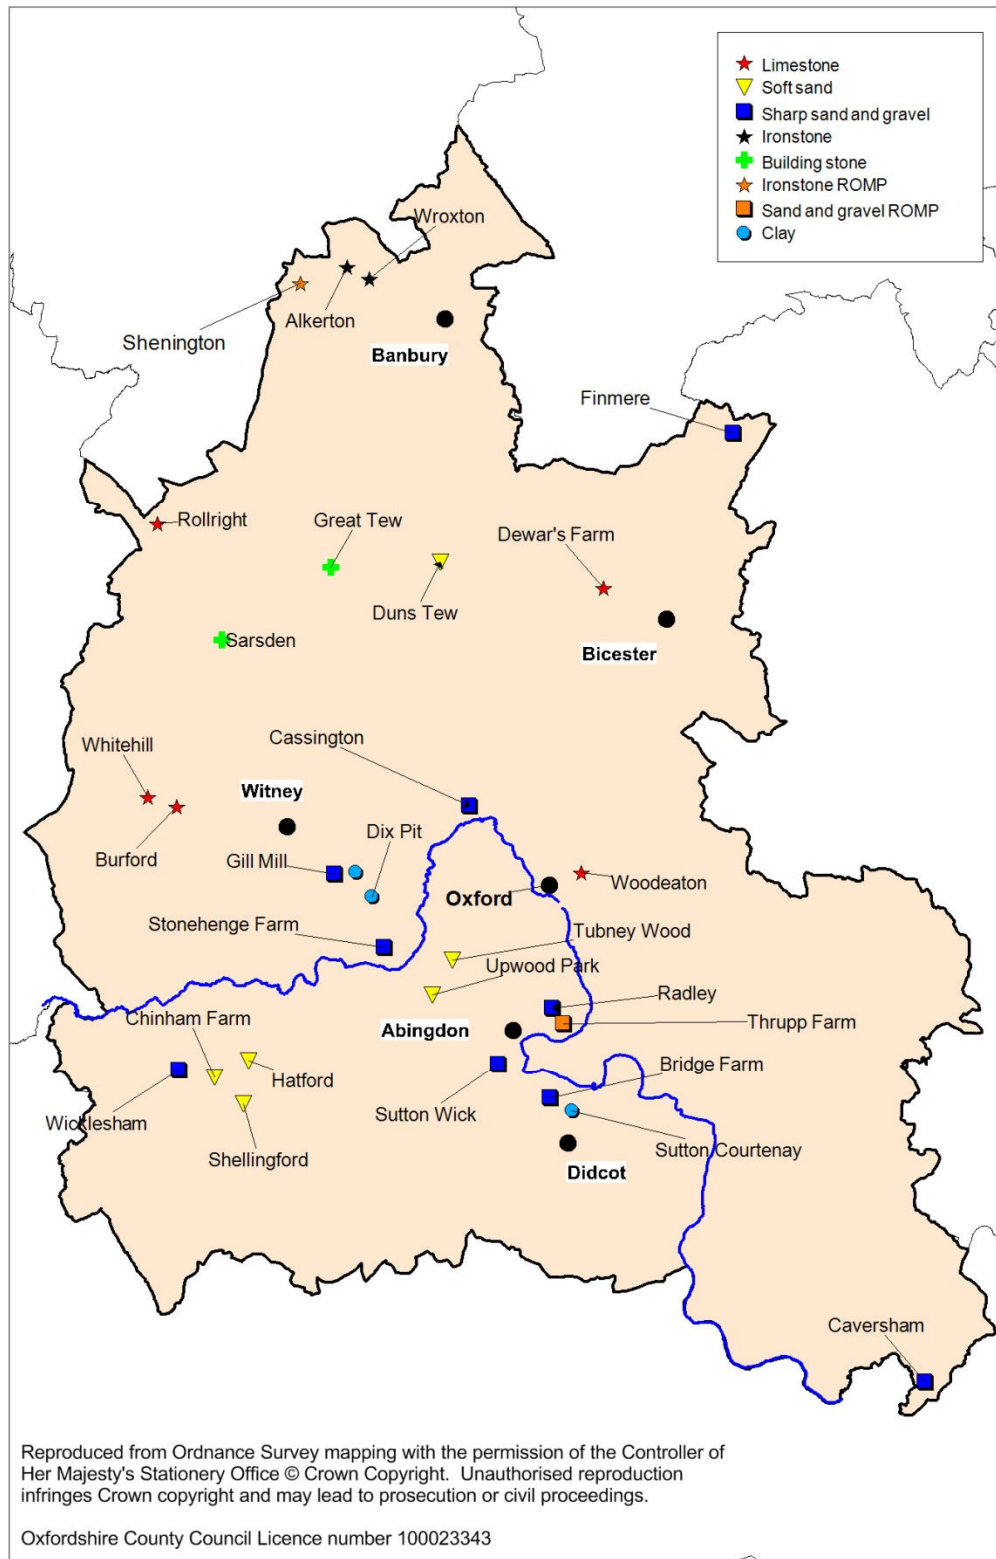 Limestone
Soft sand
Sharp sand and gravel
Ironstone
Building stone
Ironstone ROMP
Sand and gravel ROMP
Clay
Wroxton
Alkerton
Shenington
Banbury
Finmere
Rollright
Great Tew
Dewar's Farm
Duns Tew
Sarsden
Bicester
Cassington
Whitehill
Witney
Dix Pit
Burford
Gill Mill
Woodeaton
Oxford
Stonehenge Farm
Tubney Wood
Upwood Park
Radley
Chinham Farm
Abingdon
Thrupp Farm
Bridge Farm
Hatford
Sutton Wick
Wicklesham
Sutton Courtenay
Shellingford
Didcot
Caversham
Reproduced from Ordnance Survey mapping with the permission of the Controller of
Her Majesty's Stationery Office © Crown Copyright. Unauthorised reproduction
infringes Crown copyright and may lead to prosecution or civil proceedings.
Oxfordshire County Council Licence number 100023343